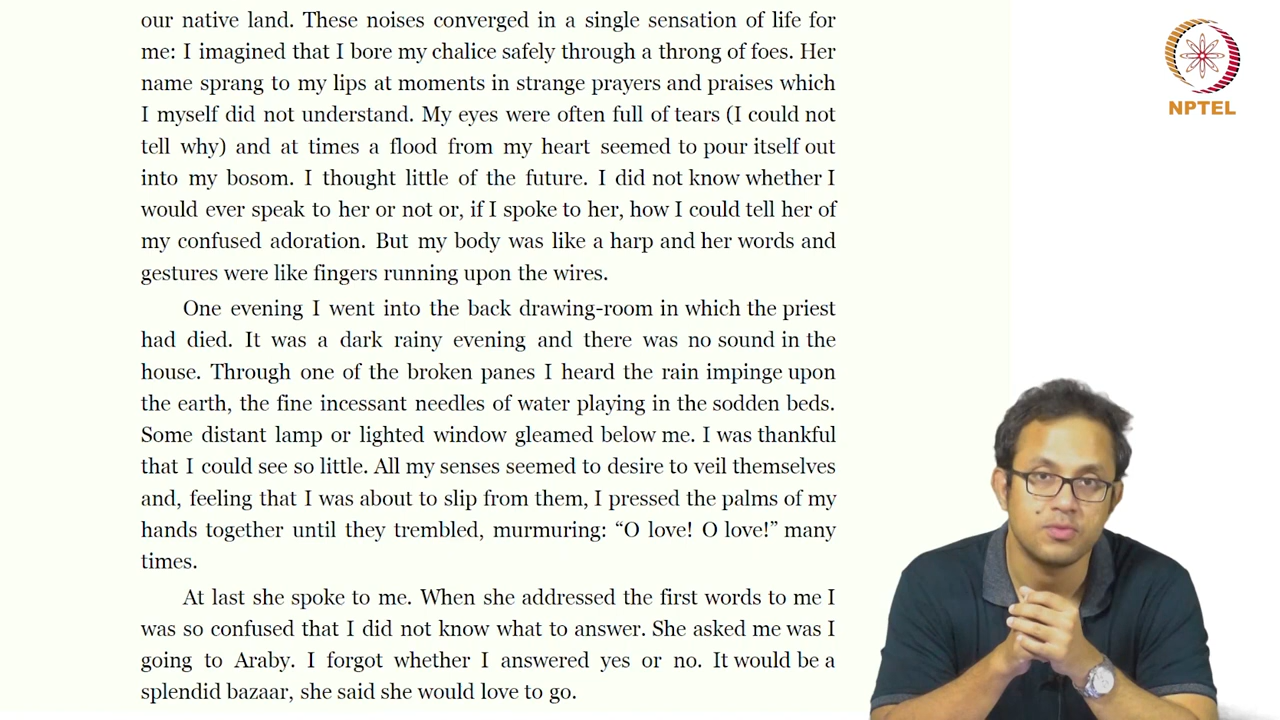 our native land. These noises converged in a single sensation of life for
me: I imagined that I bore my chalice safely through a throng of foes. Her
name sprang to my lips at moments in strange prayers and praises which
I myself did not understand. My eyes were often full of tears (I could not
tell why) and at times a flood from my heart seemed to pour itself out
into my bosom. I thought little of the future. I did not know whether I
would ever speak to her or not or, if I spoke to her, how I could tell her of
my confused adoration. But my body was like a harp and her words and
gestures were like fingers running upon the wires.
One evening I went into the back drawing-room in which the priest
had died. It was a dark rainy evening and there was no sound in the
house. Through one of the broken panes I heard the rain impinge upon
the earth, the fine incessant needles of water playing in the sodden beds.
Some distant lamp or lighted window gleamed below me. I was thankful
that I could see so little. All my senses seemed to desire to veil themselves
and, feeling that I was about to slip from them, I pressed the palms of my
hands together until they trembled, murmuring: “O love! O love!” many
times.
At last she spoke to me. When she addressed the first words to me I
was so confused that I did not know what to answer. She asked me was I
going to Araby. I forgot whether I answered yes or no. It would be a
splendid bazaar, she said she would love to go.
NPTEL